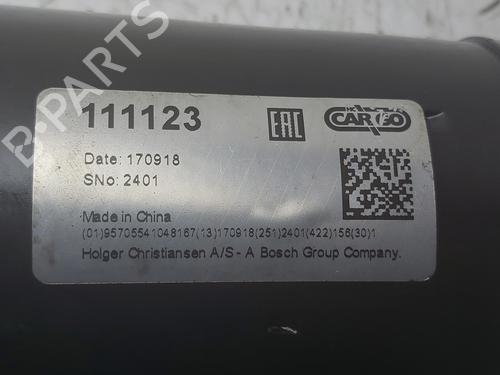 B-PARTS
111123
EAC
CARGO
Date: 170918
SNo: 2401
Made in China
(01)95705541048167(13)170918(251)2401(422)156(30)1
Holger Christiansen A/S - A Bosch Group Company.